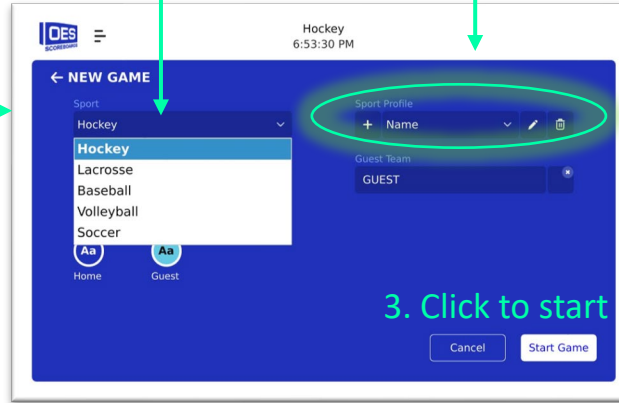 OES
SCOREBOARDS
Hockey
6:53:30 PM
← NEW GAME
Sport
Sport Profile
Hockey
+ Name
Hockey
Lacrosse
Baseball
Volleyball
Soccer
Guest Team
GUEST
Aa
Aa
Home
Guest
3. Click to start
Cancel
Start Game